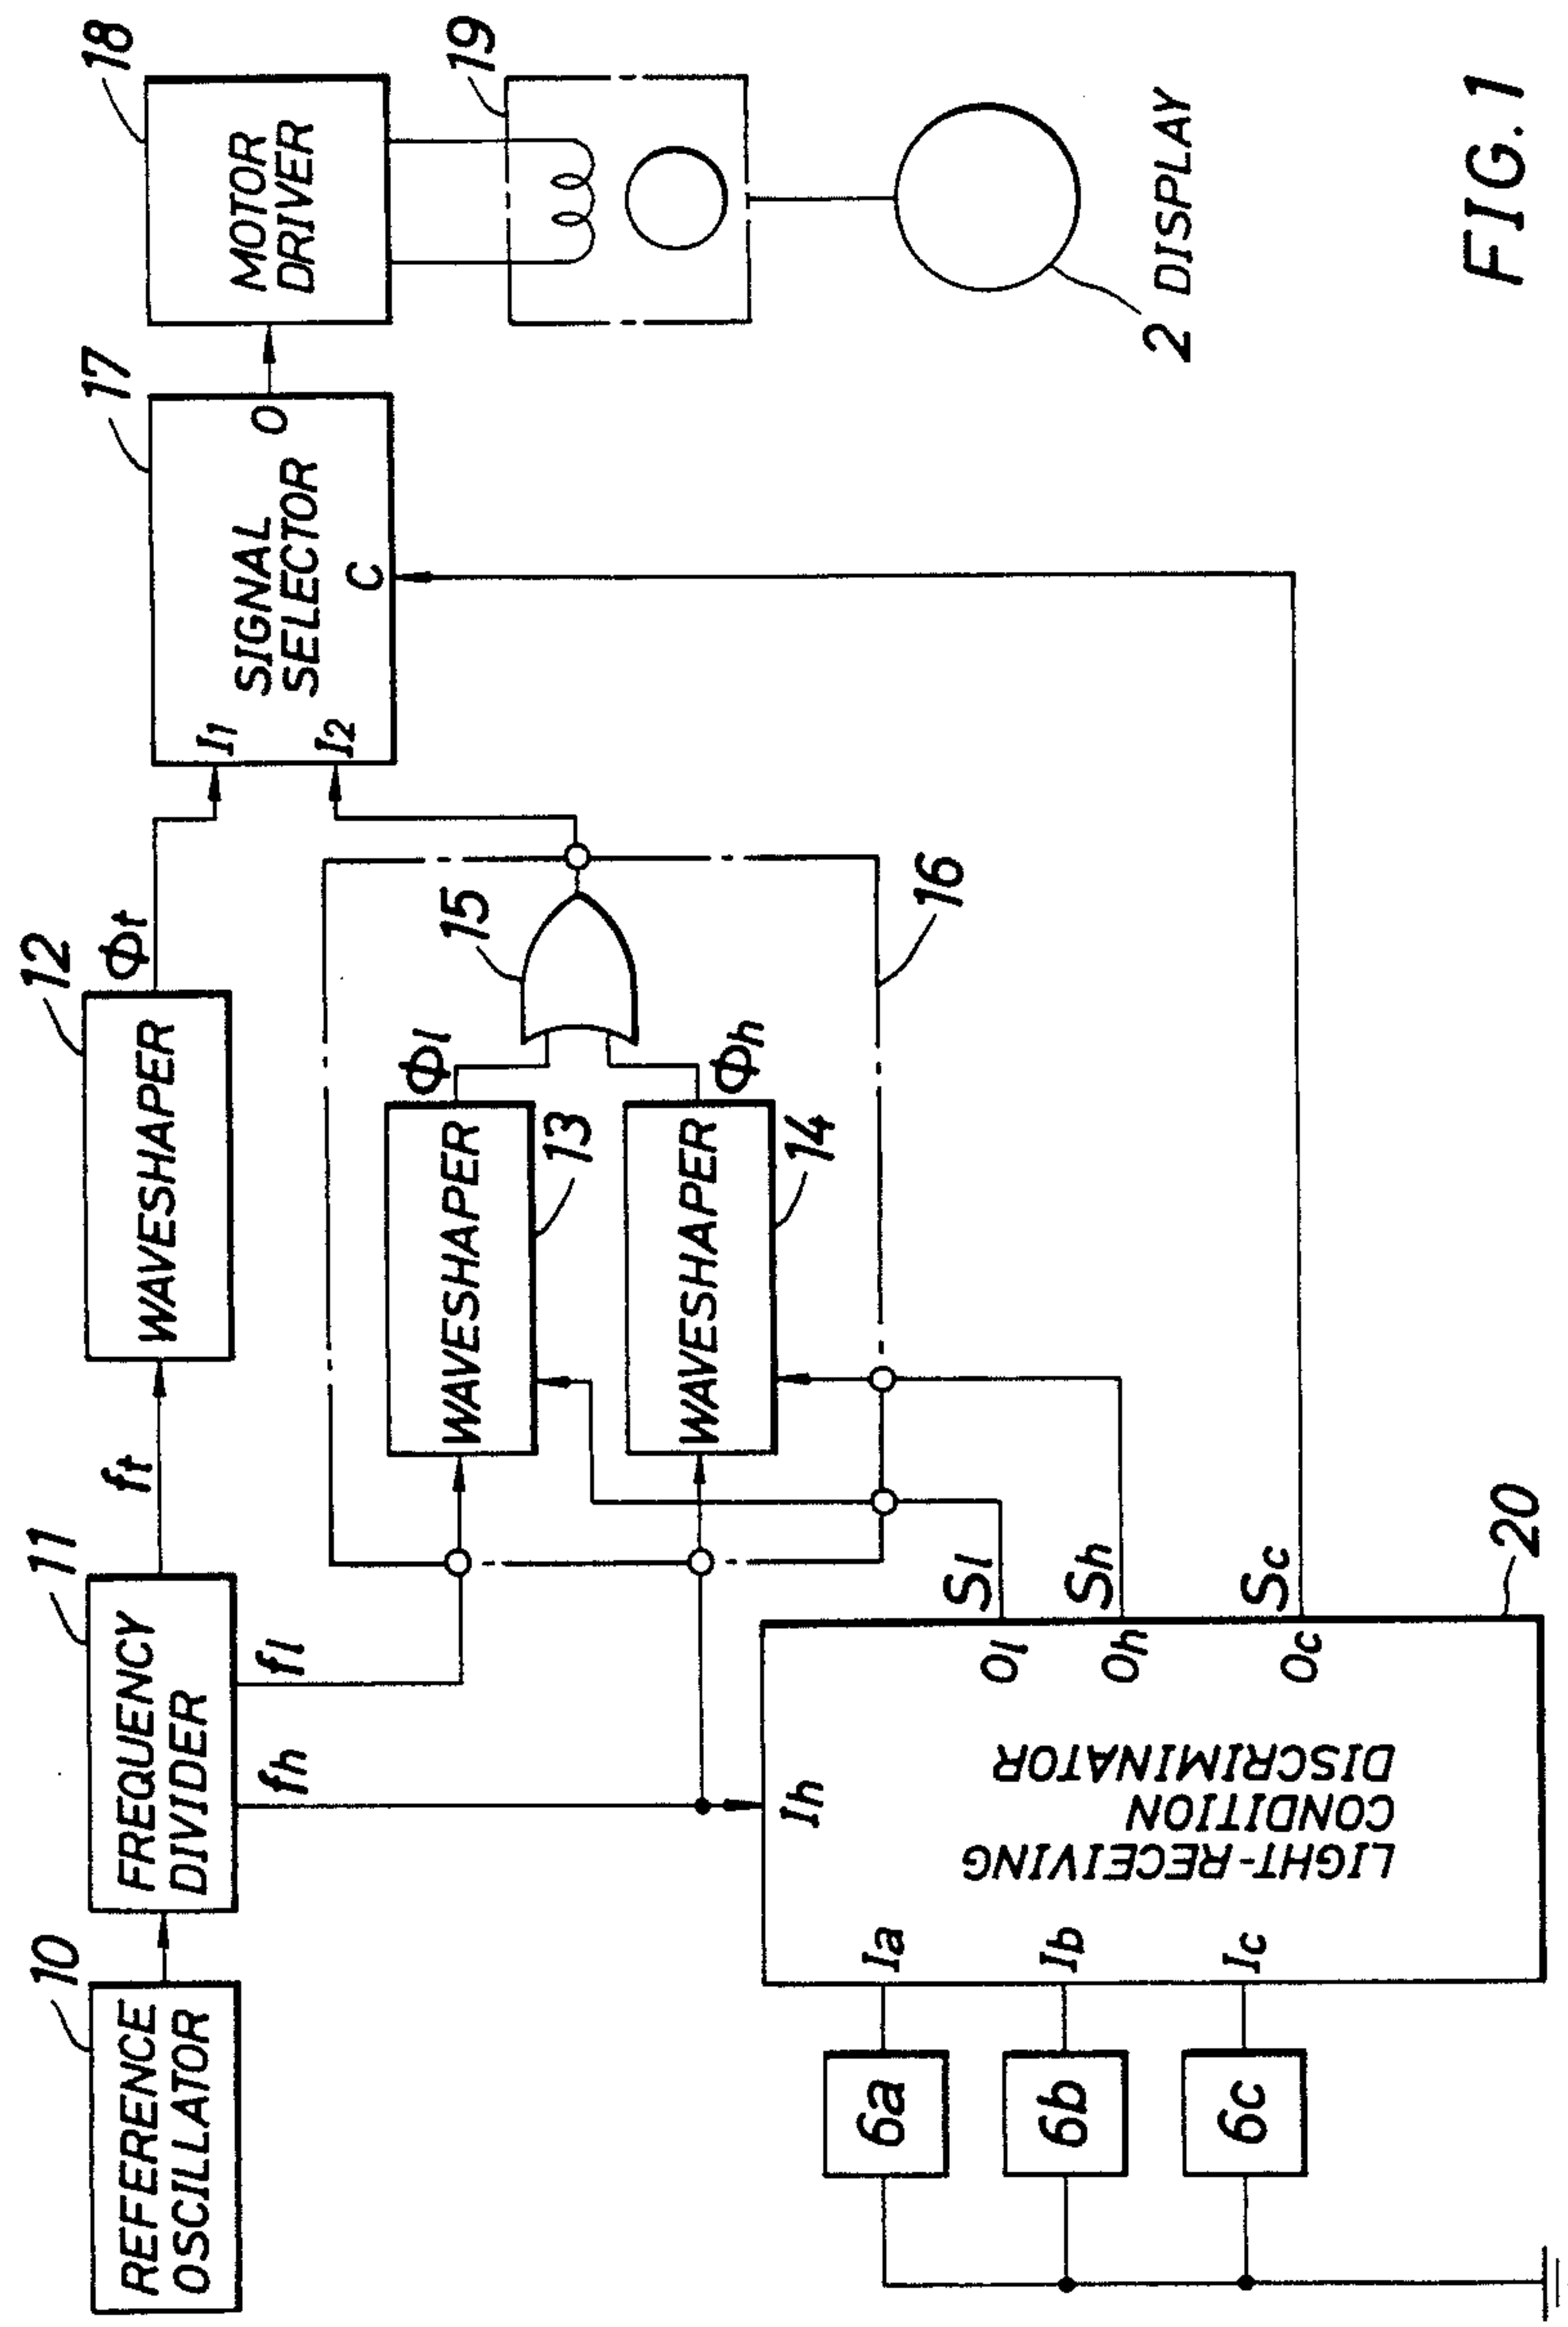 10
REFERENCE
OSCILLATOR
11
FREQUENCY
DIVIDER
ft
fh
fl
12
WAVESHAPER
Φt
WAVESHAPER
13
Φl
WAVESHAPER
14
Φh
15
16
17
I1
I2
SIGNAL
SELECTOR
C
O
18
MOTOR
DRIVER
19
2 DISPLAY
6a
6b
6c
Ia
Ib
Ic
Ih
LIGHT-RECEIVING
CONDITION
DISCRIMINATOR
Ol
Oh
Oc
Sl
Sh
Sc
20
FIG.1